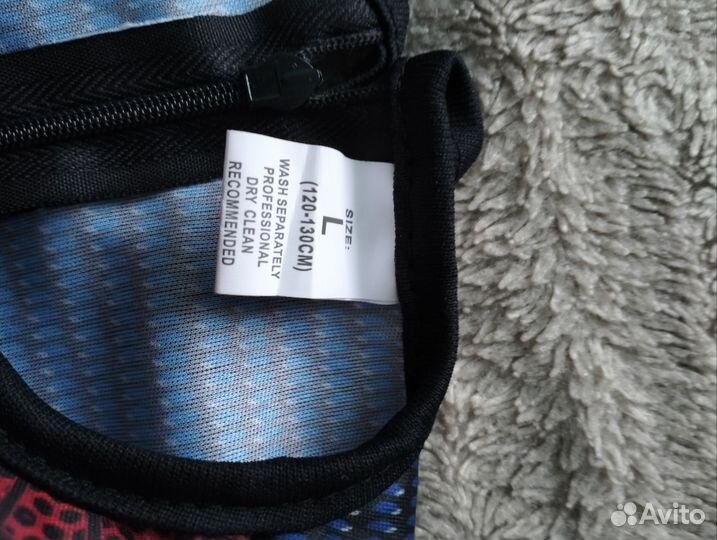 SIZE:
L
(120-130CM)
WASH SEPARATELY
PROFESSIONAL
DRY CLEAN
RECOMMENDED
Avito